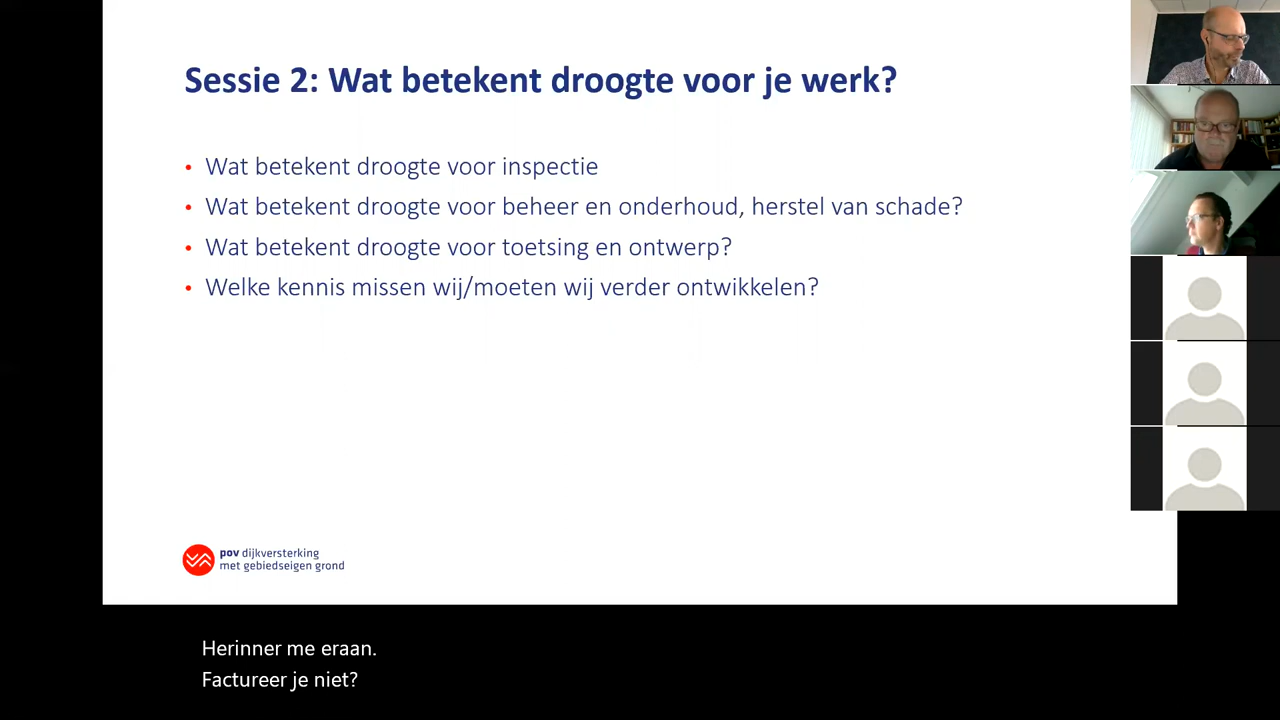 Sessie 2: Wat betekent droogte voor je werk?
• Wat betekent droogte voor inspectie
• Wat betekent droogte voor beheer en onderhoud, herstel van schade?
• Wat betekent droogte voor toetsing en ontwerp?
• Welke kennis missen wij/moeten wij verder ontwikkelen?
pov dijkversterking
met gebiedseigen grond
Herinner me eraan.
Factureer je niet?